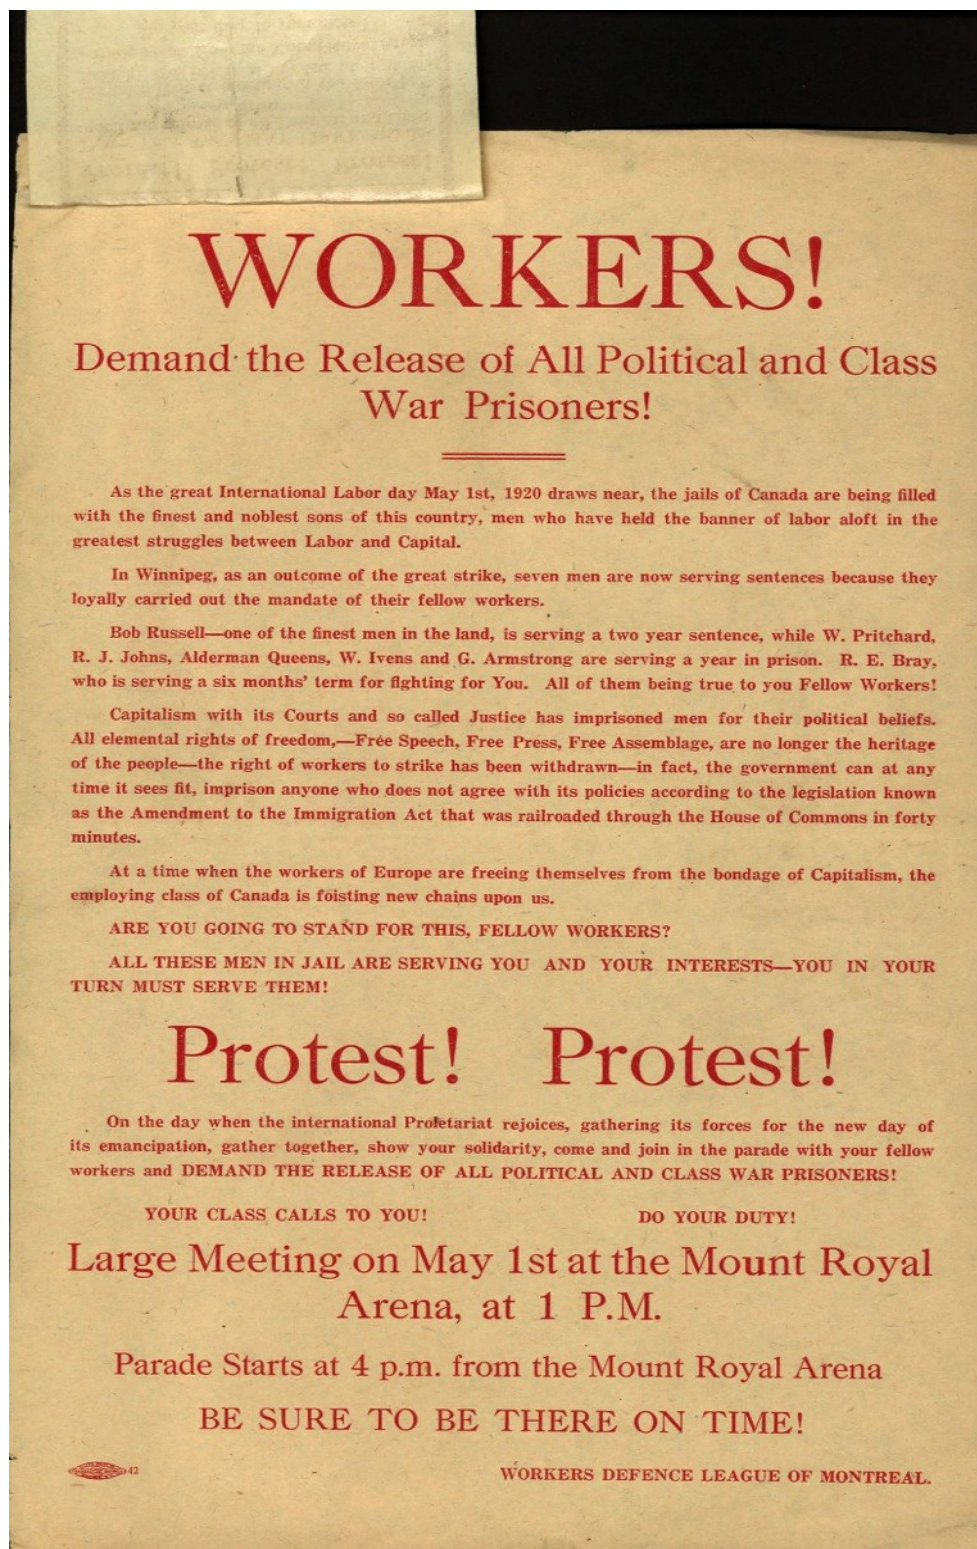 WORKERS!
Demand the Release of All Political and Class
War Prisoners!
As the great International Labor day May 1st, 1920 draws near, the jails of Canada are being filled
with the finest and noblest sons of this country, men who have held the banner of labor aloft in the
greatest struggles between Labor and Capital.
In Winnipeg, as an outcome of the great strike, seven men are now serving sentences because they
loyally carried out the mandate of their fellow workers.
Bob Russell—one of the finest men in the land, is serving a two year sentence, while W. Pritchard,
R. J. Johns, Alderman Queens, W. Ivens and G. Armstrong are serving a year in prison. R. E. Bray,
who is serving a six months' term for fighting for You. All of them being true to you Fellow Workers!
Capitalism with its Courts and so called Justice has imprisoned men for their political beliefs.
All elemental rights of freedom,—Free Speech, Free Press, Free Assemblage, are no longer the heritage
of the people—the right of workers to strike has been withdrawn—in fact, the government can at any
time it sees fit, imprison anyone who does not agree with its policies according to the legislation known
as the Amendment to the Immigration Act that was railroaded through the House of Commons in forty
minutes.
At a time when the workers of Europe are freeing themselves from the bondage of Capitalism, the
employing class of Canada is foisting new chains upon us.
ARE YOU GOING TO STAND FOR THIS, FELLOW WORKERS?
ALL THESE MEN IN JAIL ARE SERVING YOU AND YOUR INTERESTS—YOU IN YOUR
TURN MUST SERVE THEM!
Protest! Protest!
On the day when the international Proletariat rejoices, gathering its forces for the new day of
its emancipation, gather together, show your solidarity, come and join in the parade with your fellow
workers and DEMAND THE RELEASE OF ALL POLITICAL AND CLASS WAR PRISONERS!
YOUR CLASS CALLS TO YOU! DO YOUR DUTY!
Large Meeting on May 1st at the Mount Royal
Arena, at 1 P.M.
Parade Starts at 4 p.m. from the Mount Royal Arena
BE SURE TO BE THERE ON TIME!
42
WORKERS DEFENCE LEAGUE OF MONTREAL.